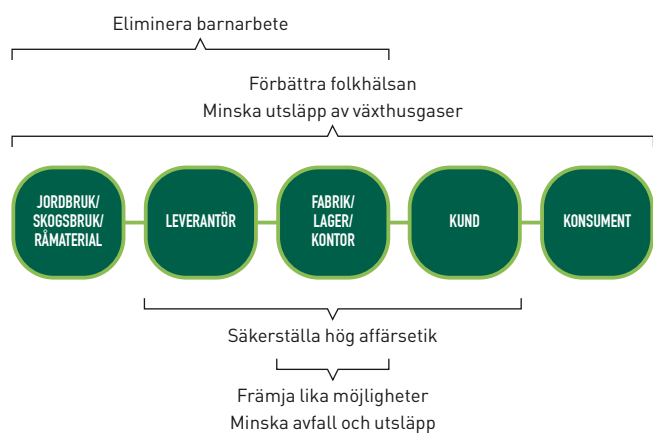 Eliminera barnarbete
Förbättra folkhälsan
Minska utsläpp av växthusgaser
JORDBRUK/
SKOGSBRUK/
RÅMATERIAL
LEVERANTÖR
FABRIK/
LAGER/
KONTOR
KUND
KONSUMENT
Säkerställa hög affärsetik
Främja lika möjligheter
Minska avfall och utsläpp